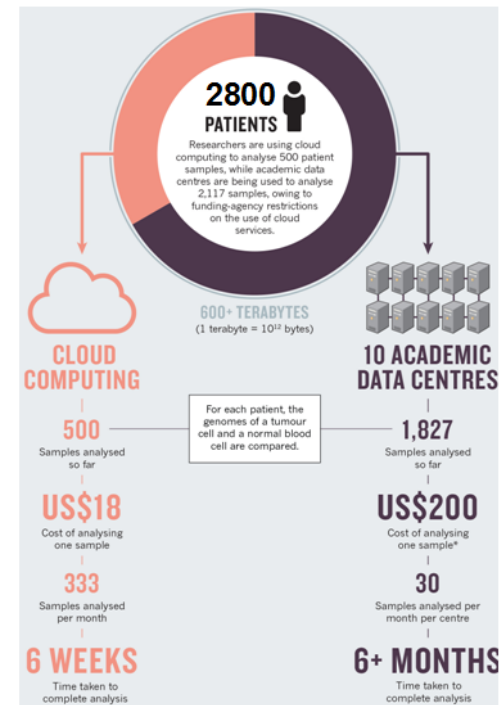 2800
PATIENTS
Researchers are using cloud
computing to analyse 500 patient
samples, while academic data
centres are being used to analyse
2,117 samples, owing to
funding-agency restrictions
on the use of cloud
services.
600+ TERABYTES
(1 terabyte = 10¹² bytes)
CLOUD
COMPUTING
10 ACADEMIC
DATA CENTRES
For each patient, the
genomes of a tumour
cell and a normal blood
cell are compared.
500
Samples analysed
so far
1,827
Samples analysed
so far
US$18
Cost of analysing
one sample
US$200
Cost of analysing
one sample*
333
Samples analysed
per month
30
Samples analysed per
month per centre
6 WEEKS
Time taken to
complete analysis
6+ MONTHS
Time taken to
complete analysis